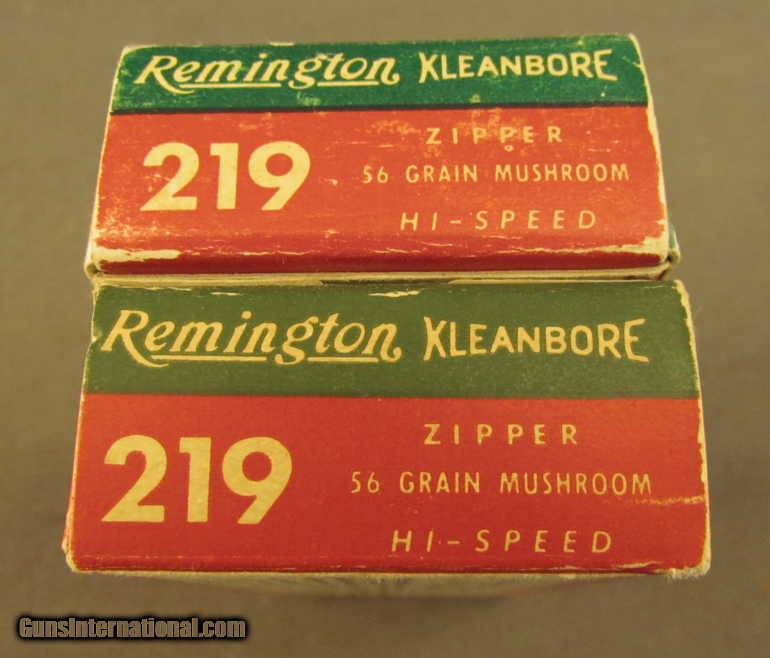 Remington KLEANBORE
219
ZIPPER
56 GRAIN MUSHROOM
HI-SPEED
Remington KLEANBORE
219
ZIPPER
56 GRAIN MUSHROOM
HI-SPEED
GunsInternational.com